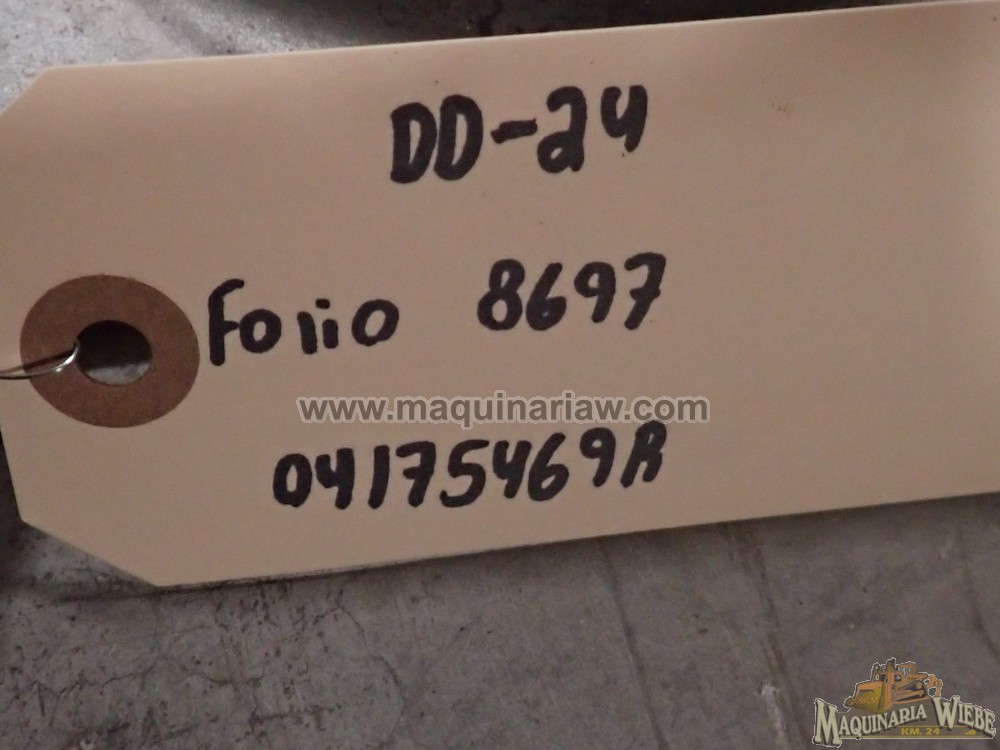 DD-24
Folio 8697
www.maquinariaw.com
04175469R
MAQUINARIA WIEBE
KM. 24